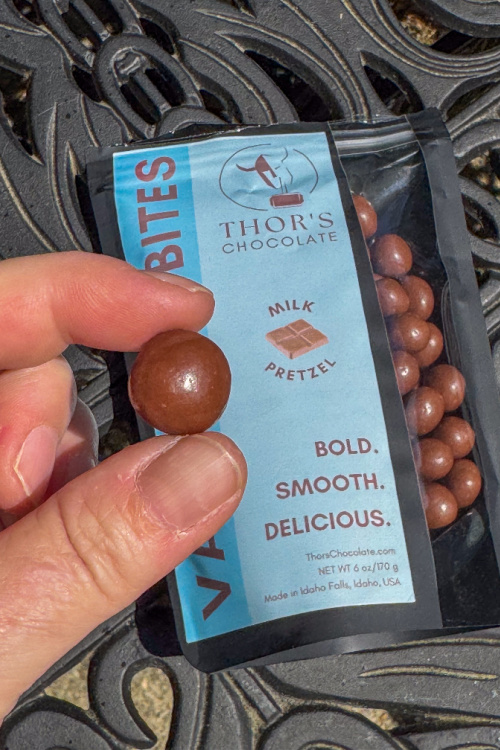 BITES
THOR'S
CHOCOLATE
MILK
PRETZEL
BOLD.
SMOOTH.
DELICIOUS.
ThorsChocolate.com
NET WT 6 oz/170 g
Made in Idaho Falls, Idaho, USA